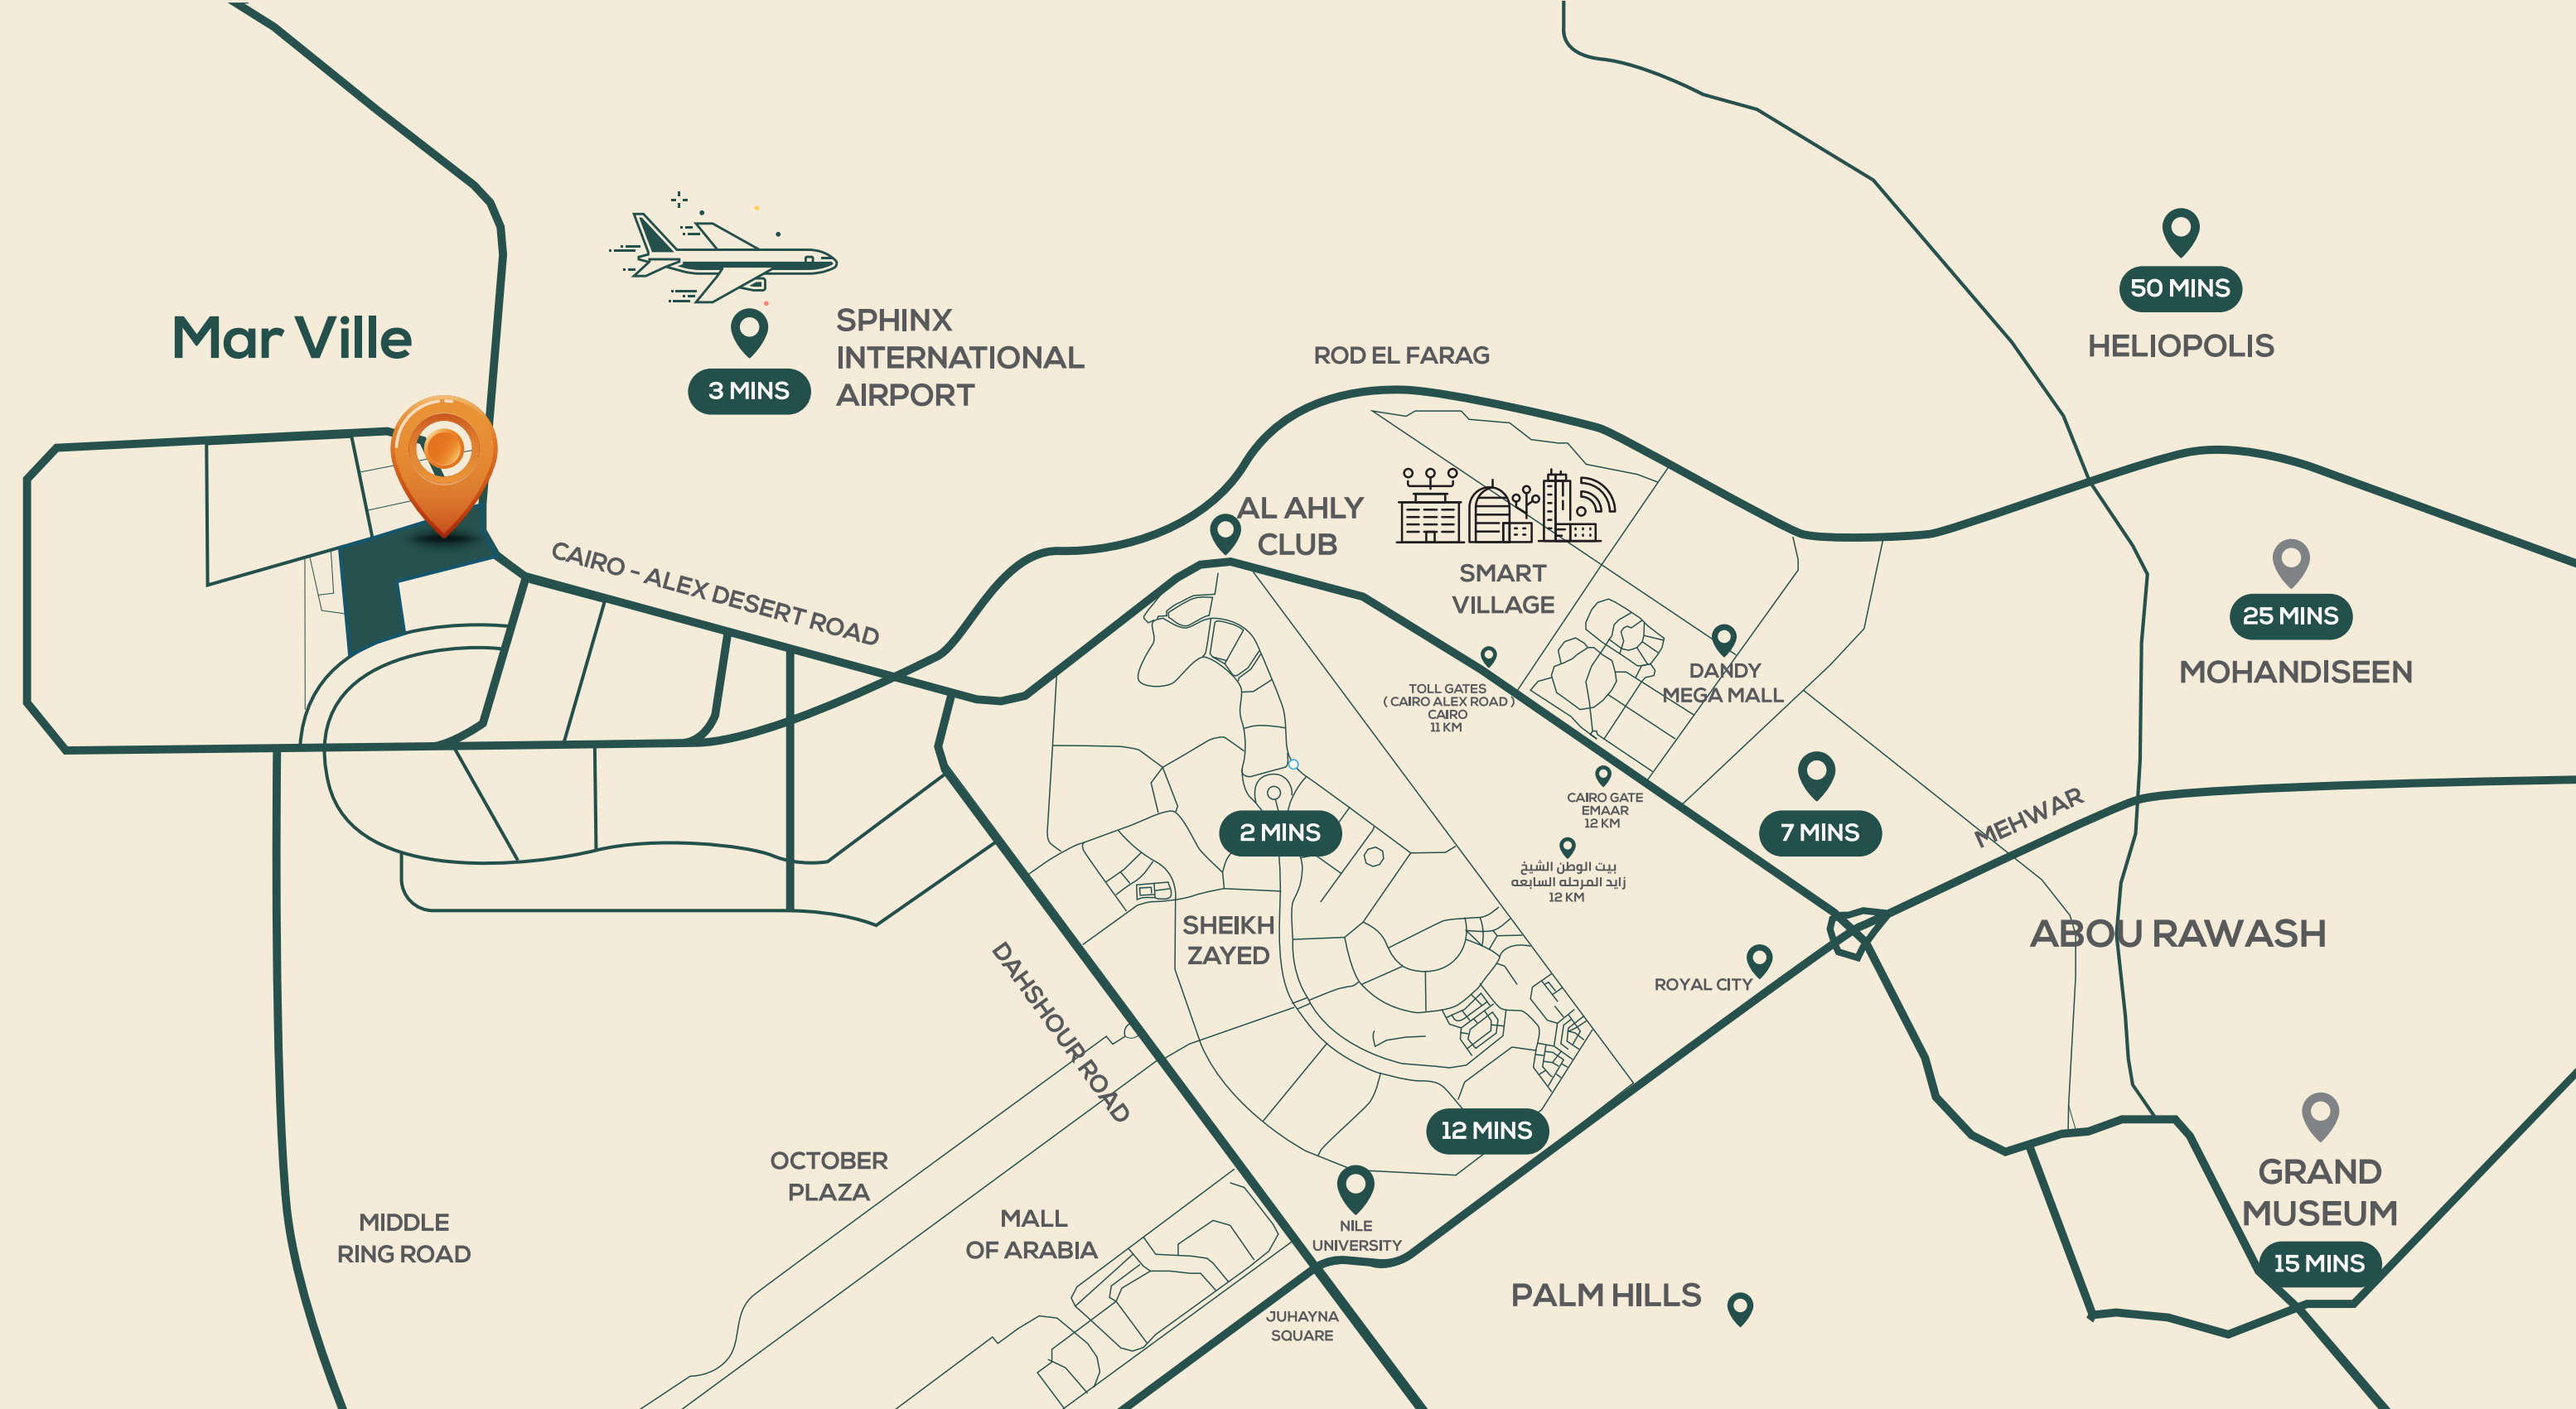 Mar Ville
SPHINX
INTERNATIONAL
AIRPORT
3 MINS
50 MINS
HELIOPOLIS
ROD EL FARAG
AL AHLY
CLUB
CAIRO - ALEX DESERT ROAD
SMART
VILLAGE
25 MINS
MOHANDISEEN
DANDY
MEGA MALL
TOLL GATES
( CAIRO ALEX ROAD )
CAIRO
11 KM
CAIRO GATE
EMAAR
12 KM
2 MINS
7 MINS
MEHWAR
بيت الوطن الشيخ
زايد المرحله السابعه
12 KM
SHEIKH
ZAYED
ABOU RAWASH
ROYAL CITY
DAHSHOUR ROAD
12 MINS
OCTOBER
PLAZA
MIDDLE
RING ROAD
MALL
OF ARABIA
NILE
UNIVERSITY
GRAND
MUSEUM
15 MINS
PALM HILLS
JUHAYNA
SQUARE